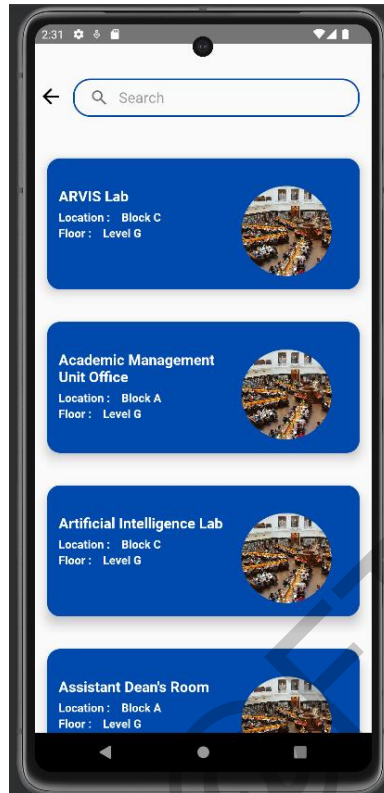 2:31
Search
ARVIS Lab
Location : Block C
Floor : Level G
Academic Management
Unit Office
Location : Block A
Floor : Level G
Artificial Intelligence Lab
Location : Block C
Floor : Level G
Assistant Dean's Room
Location : Block A
Floor : Level G